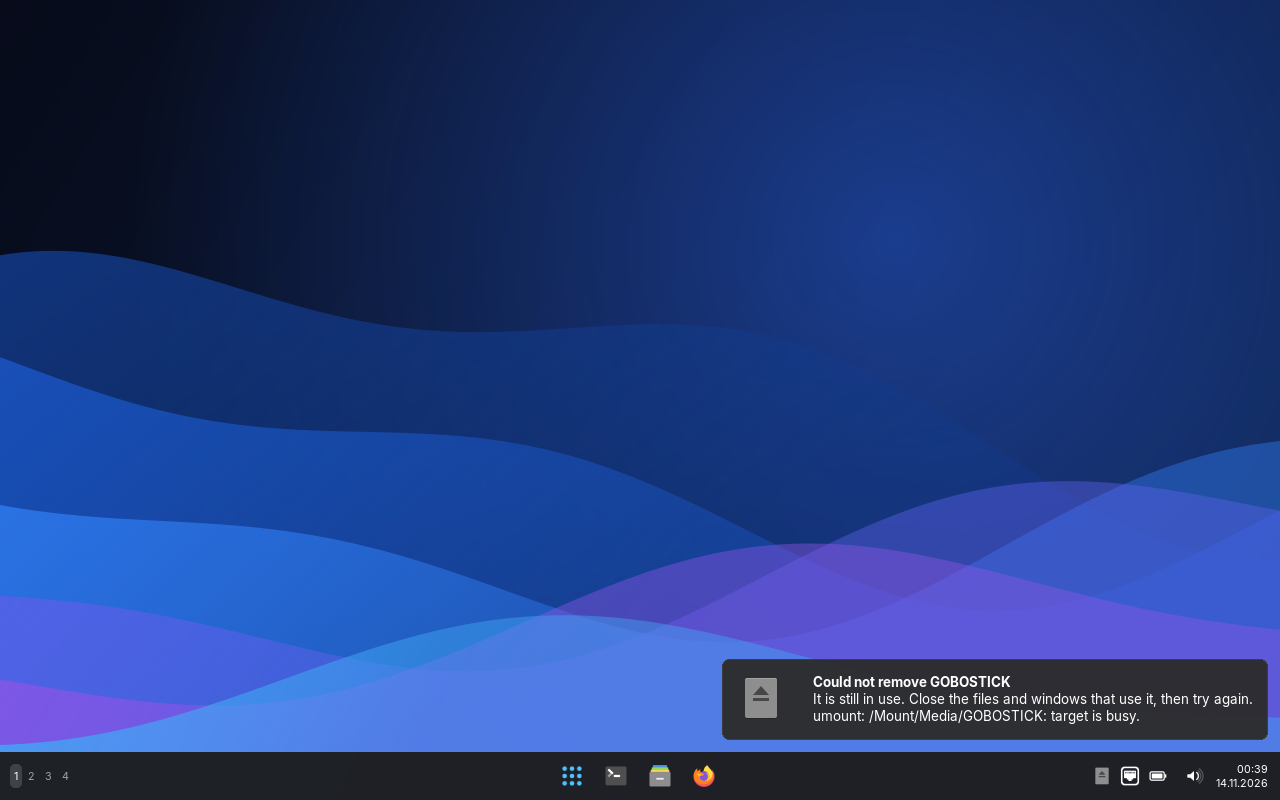 Could not remove GOBOSTICK
It is still in use. Close the files and windows that use it, then try again.
umount: /Mount/Media/GOBOSTICK: target is busy.
1 2 3 4
00:39
14.11.2026